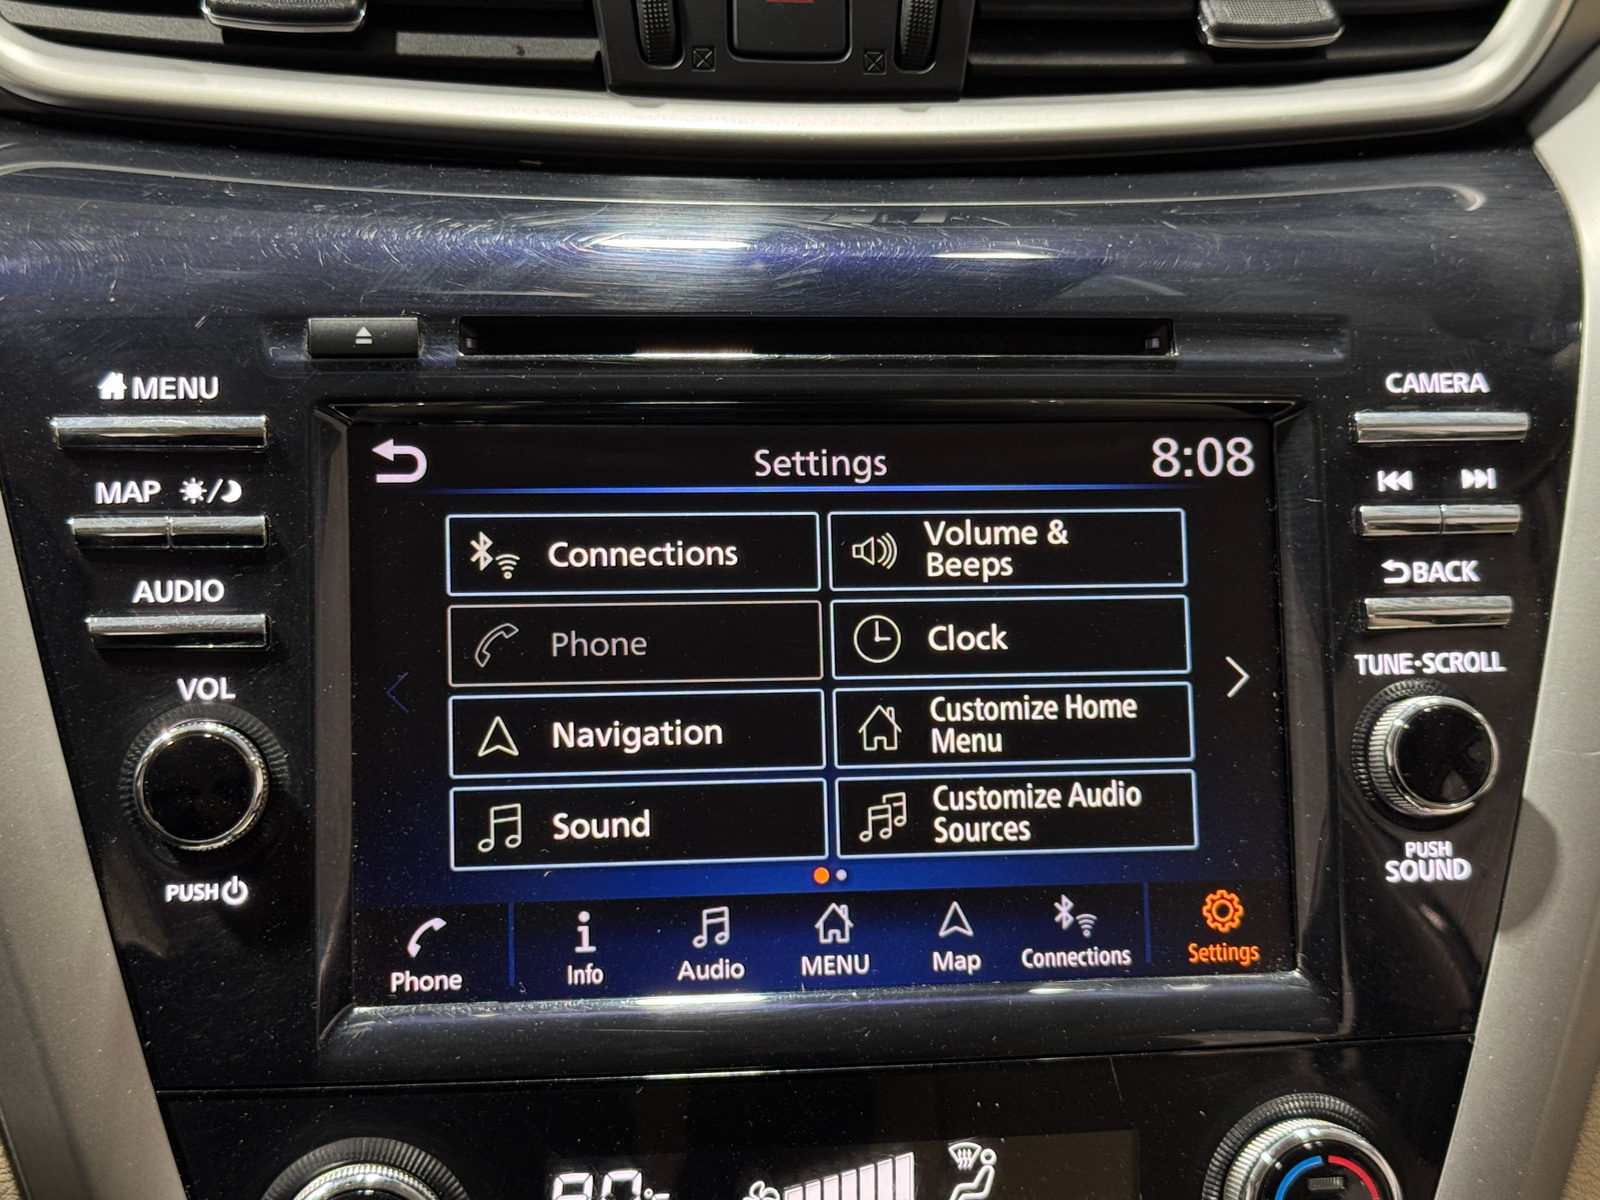 MENU
MAP
AUDIO
VOL
PUSH
CAMERA
BACK
TUNE·SCROLL
PUSH
SOUND
Settings
8:08
Connections
Volume &
Beeps
Phone
Clock
Navigation
Customize Home
Menu
Sound
Customize Audio
Sources
Phone
Info
Audio
MENU
Map
Connections
Settings